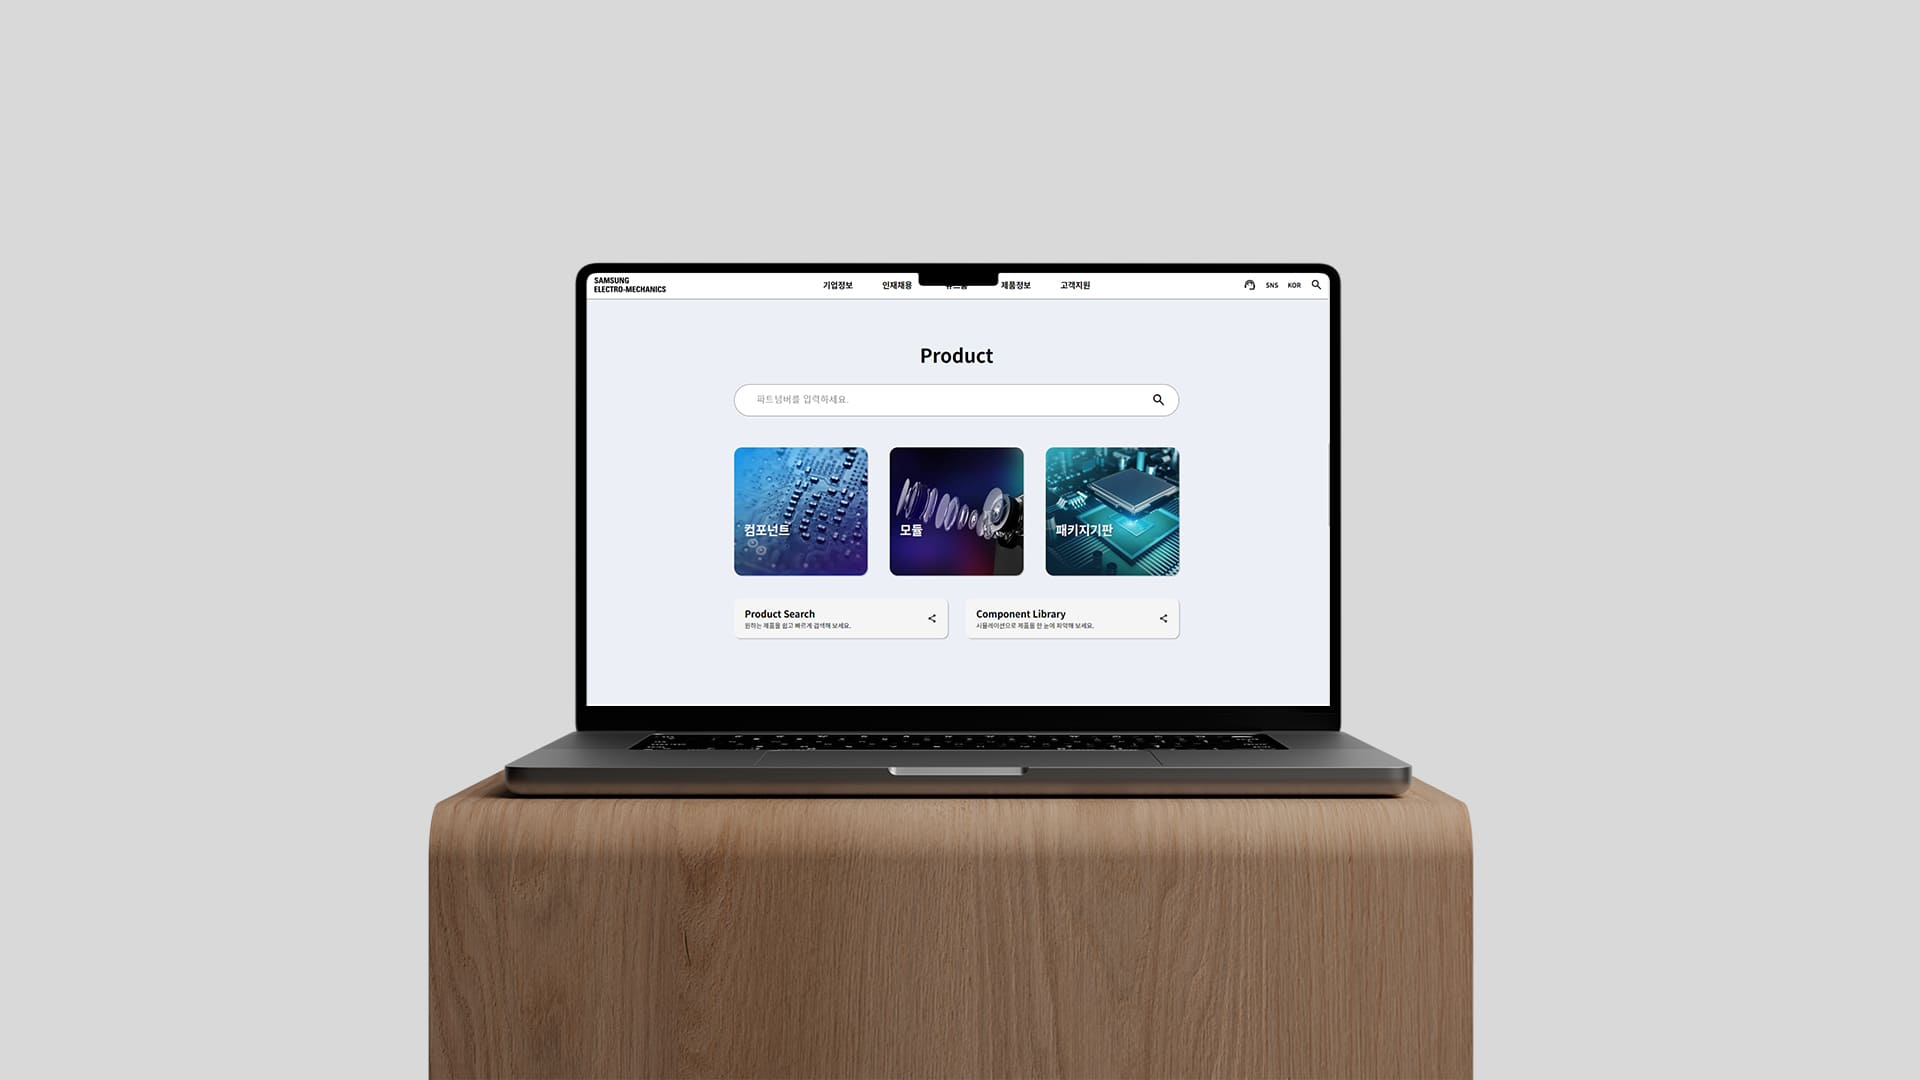 SAMSUNG
ELECTRO-MECHANICS
기업정보 인재채용 제품정보 고객지원
SNS KOR
Product
파트넘버를 입력하세요.
컴포넌트 모듈 패키지기판
Product Search
원하는 제품을 쉽고 빠르게 검색해 보세요.
Component Library
시뮬레이션으로 제품을 한 눈에 파악해 보세요.